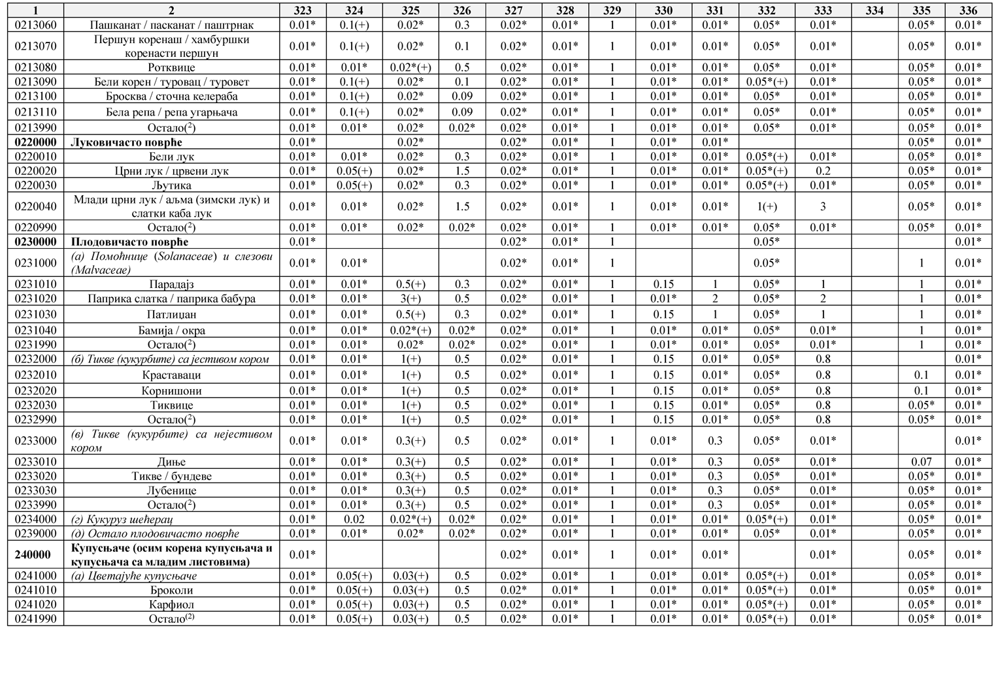 1 2 323 324 325 326 327 328 329 330 331 332 333 334 335 336
0213060 Пашканат / пасканат / паштрнак 0.01* 0.1(+) 0.02* 0.3 0.02* 0.01* 1 0.01* 0.01* 0.05* 0.01* 0.05* 0.01*
0213070 Першун коренаш / хамбуршки
коренасти першун 0.01* 0.1(+) 0.02* 0.1 0.02* 0.01* 1 0.01* 0.01* 0.05* 0.01* 0.05* 0.01*
0213080 Ротквице 0.01* 0.01* 0.02*(+) 0.5 0.02* 0.01* 1 0.01* 0.01* 0.05* 0.01* 0.05* 0.01*
0213090 Бели корен / туровац / туровет 0.01* 0.1(+) 0.02* 0.1 0.02* 0.01* 1 0.01* 0.01* 0.05*(+) 0.01* 0.05* 0.01*
0213100 Бросква / сточна келераба 0.01* 0.1(+) 0.02* 0.09 0.02* 0.01* 1 0.01* 0.01* 0.05* 0.01* 0.05* 0.01*
0213110 Бела репа / репа угарњача 0.01* 0.1(+) 0.02* 0.09 0.02* 0.01* 1 0.01* 0.01* 0.05* 0.01* 0.05* 0.01*
0213990 Остало(2) 0.01* 0.01* 0.02* 0.02* 0.02* 0.01* 1 0.01* 0.01* 0.05* 0.01* 0.05* 0.01*
0220000 Луковичасто поврће 0.01* 0.02* 0.02* 0.01* 1 0.01* 0.01* 0.05* 0.01*
0220010 Бели лук 0.01* 0.01* 0.02* 0.3 0.02* 0.01* 1 0.01* 0.01* 0.05*(+) 0.01* 0.05* 0.01*
0220020 Црни лук / црвени лук 0.01* 0.05(+) 0.02* 1.5 0.02* 0.01* 1 0.01* 0.01* 0.05*(+) 0.2 0.05* 0.01*
0220030 Љутика 0.01* 0.05(+) 0.02* 0.3 0.02* 0.01* 1 0.01* 0.01* 0.05*(+) 0.01* 0.05* 0.01*
0220040 Млади црни лук / аљма (зимски лук) и
слатки каба лук 0.01* 0.01* 0.02* 1.5 0.02* 0.01* 1 0.01* 0.01* 1(+) 3 0.05* 0.01*
0220990 Остало(2) 0.01* 0.01* 0.02* 0.02* 0.02* 0.01* 1 0.01* 0.01* 0.05* 0.01* 0.05* 0.01*
0230000 Плодовичасто поврће 0.01* 0.02* 0.01* 1 0.05* 0.01*
0231000 (а) Помоћнице (Solanaceae) и слезови
(Malvaceae) 0.01* 0.01* 0.02* 0.01* 1 0.05* 1 0.01*
0231010 Парадајз 0.01* 0.01* 0.5(+) 0.3 0.02* 0.01* 1 0.15 1 0.05* 1 1 0.01*
0231020 Паприка слатка / паприка бабура 0.01* 0.01* 3(+) 0.5 0.02* 0.01* 1 0.01* 2 0.05* 2 1 0.01*
0231030 Патлиџан 0.01* 0.01* 0.5(+) 0.3 0.02* 0.01* 1 0.15 1 0.05* 1 1 0.01*
0231040 Бамија / окра 0.01* 0.01* 0.02*(+) 0.02* 0.02* 0.01* 1 0.01* 0.01* 0.05* 0.01* 1 0.01*
0231990 Остало(2) 0.01* 0.01* 0.02* 0.02* 0.02* 0.01* 1 0.01* 0.01* 0.05* 0.01* 1 0.01*
0232000 (б) Тикве (кукурбите) са јестивом кором 0.01* 0.01* 1(+) 0.5 0.02* 0.01* 1 0.15 0.01* 0.05* 0.8 0.01*
0232010 Краставаци 0.01* 0.01* 1(+) 0.5 0.02* 0.01* 1 0.15 0.01* 0.05* 0.8 0.1 0.01*
0232020 Корнишони 0.01* 0.01* 1(+) 0.5 0.02* 0.01* 1 0.15 0.01* 0.05* 0.8 0.1 0.01*
0232030 Тиквице 0.01* 0.01* 1(+) 0.5 0.02* 0.01* 1 0.15 0.01* 0.05* 0.8 0.05* 0.01*
0232990 Остало(2) 0.01* 0.01* 1(+) 0.5 0.02* 0.01* 1 0.15 0.01* 0.05* 0.8 0.05* 0.01*
0233000 (в) Тикве (кукурбите) са нејестивом
кором 0.01* 0.01* 0.3(+) 0.5 0.02* 0.01* 1 0.01* 0.3 0.05* 0.01* 0.01*
0233010 Диње 0.01* 0.01* 0.3(+) 0.5 0.02* 0.01* 1 0.01* 0.3 0.05* 0.01* 0.07 0.01*
0233020 Тикве / бундеве 0.01* 0.01* 0.3(+) 0.5 0.02* 0.01* 1 0.01* 0.3 0.05* 0.01* 0.05* 0.01*
0233030 Лубенице 0.01* 0.01* 0.3(+) 0.5 0.02* 0.01* 1 0.01* 0.3 0.05* 0.01* 0.05* 0.01*
0233990 Остало(2) 0.01* 0.01* 0.3(+) 0.5 0.02* 0.01* 1 0.01* 0.3 0.05* 0.01* 0.05* 0.01*
0234000 (г) Кукуруз шећерац 0.01* 0.02 0.02*(+) 0.02* 0.02* 0.01* 1 0.01* 0.01* 0.05*(+) 0.01* 0.05* 0.01*
0239000 (д) Остало плодовичасто поврће 0.01* 0.01* 0.02* 0.02* 0.02* 0.01* 1 0.01* 0.01* 0.05* 0.01* 0.05* 0.01*
240000 Купусњаче (осим корена купусњача и
купусњача са младим листовима) 0.01* 0.02* 0.01* 1 0.01* 0.01* 0.01* 0.05* 0.01*
0241000 (а) Цветајуће купусњаче 0.01* 0.05(+) 0.03(+) 0.5 0.02* 0.01* 1 0.01* 0.01* 0.05*(+) 0.01* 0.05* 0.01*
0241010 Броколи 0.01* 0.05(+) 0.03(+) 0.5 0.02* 0.01* 1 0.01* 0.01* 0.05*(+) 0.01* 0.05* 0.01*
0241020 Карфиол 0.01* 0.05(+) 0.03(+) 0.5 0.02* 0.01* 1 0.01* 0.01* 0.05*(+) 0.01* 0.05* 0.01*
0241990 Остало(2) 0.01* 0.05(+) 0.03(+) 0.5 0.02* 0.01* 1 0.01* 0.01* 0.05*(+) 0.01* 0.05* 0.01*